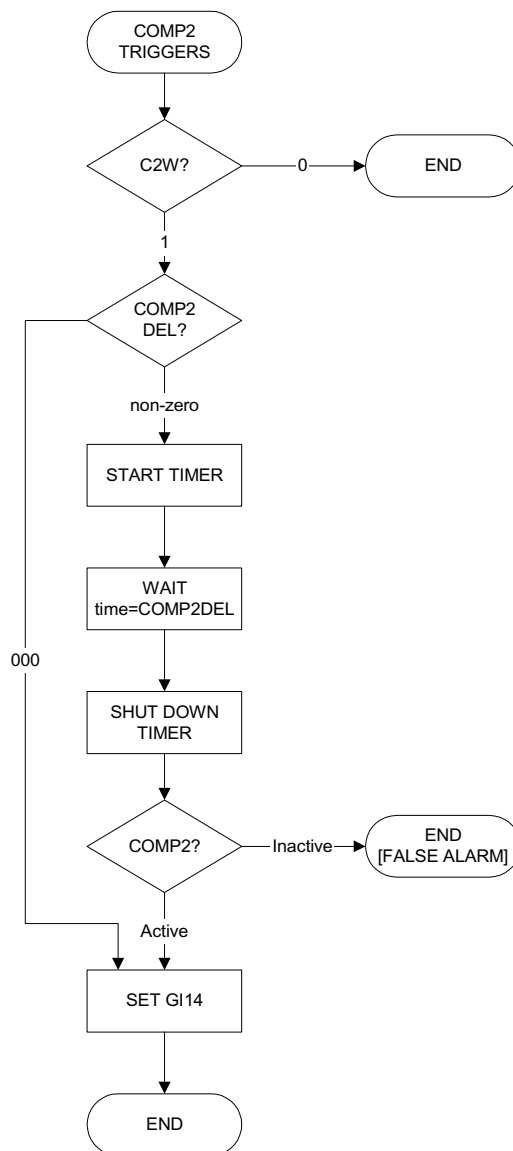 COMP2
TRIGGERS
C2W?
0
END
1
COMP2
DEL?
non-zero
START TIMER
WAIT
time=COMP2DEL
000
SHUT DOWN
TIMER
COMP2?
Inactive
END
[FALSE ALARM]
Active
SET GI14
END